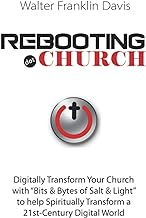 Walter Franklin Davis
REBOOTING
dot
CHURCH
Digitally Transform Your Church
with "Bits & Bytes of Salt & Light"
to help Spiritually Transform a
21st-Century Digital World